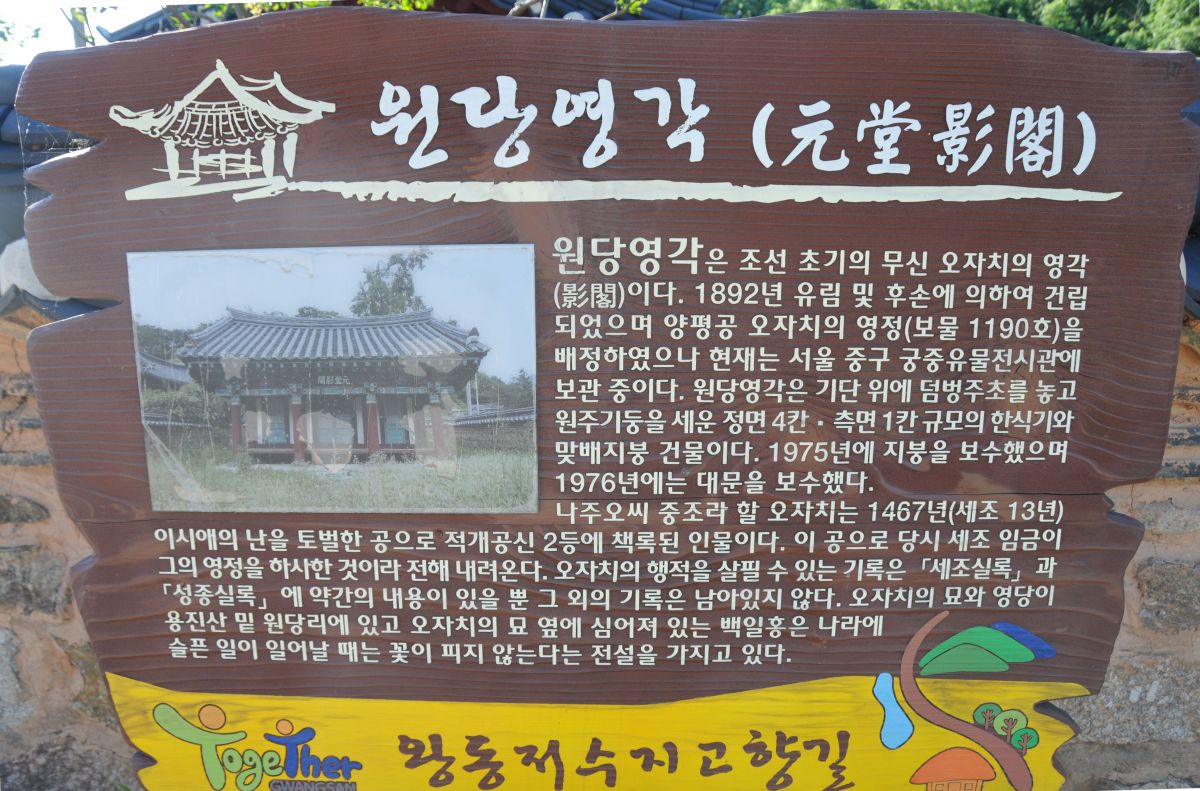 원당영각 (元堂影閣)
원당영각은 조선 초기의 무신 오자치의 영각
(影閣)이다. 1892년 유림 및 후손에 의하여 건립
되었으며 양평공 오자치의 영정(보물 1190호)을
배정하였으나 현재는 서울 중구 궁중유물전시관에
보관 중이다. 원당영각은 기단 위에 덤벙주초를 놓고
원주기둥을 세운 정면 4칸·측면 1칸 규모의 한식기와
맞배지붕 건물이다. 1975년에 지붕을 보수했으며
1976년에는 대문을 보수했다.
나주오씨 중조라 할 오자치는 1467년(세조 13년)
이시애의 난을 토벌한 공으로 적개공신 2등에 책록된 인물이다. 이 공으로 당시 세조 임금이
그의 영정을 하사한 것이라 전해 내려온다. 오자치의 행적을 살필 수 있는 기록은「세조실록」과
「성종실록」에 약간의 내용이 있을 뿐 그 외의 기록은 남아있지 않다. 오자치의 묘와 영당이
용진산 밑 원당리에 있고 오자치의 묘 옆에 심어져 있는 백일홍은 나라에
슬픈 일이 일어날 때는 꽃이 피지 않는다는 전설을 가지고 있다.
TogeTher
GWANGSAN
왕동저수지고향길